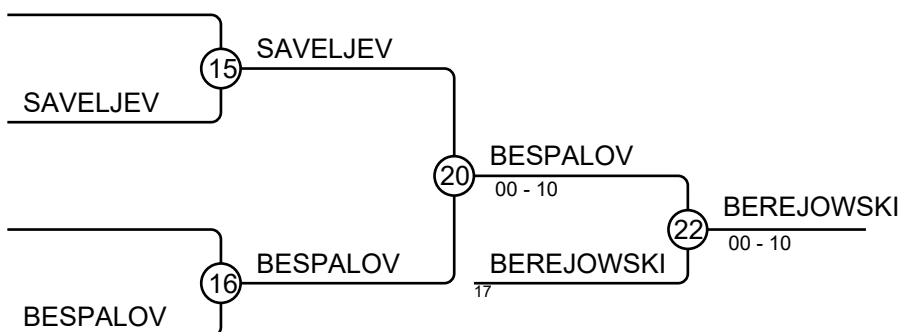 SAVELJEV
15
SAVELJEV
BESPALOV
20
00 - 10
BEREJOWSKI
22
00 - 10
BESPALOV
BEREJOWSKI
16
17
BESPALOV